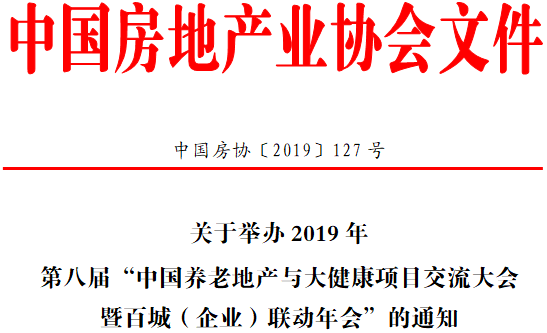 中国房地产业协会文件
中国房协〔2019〕127号
关于举办2019年
第八届“中国养老地产与大健康项目交流大会
暨百城（企业）联动年会”的通知